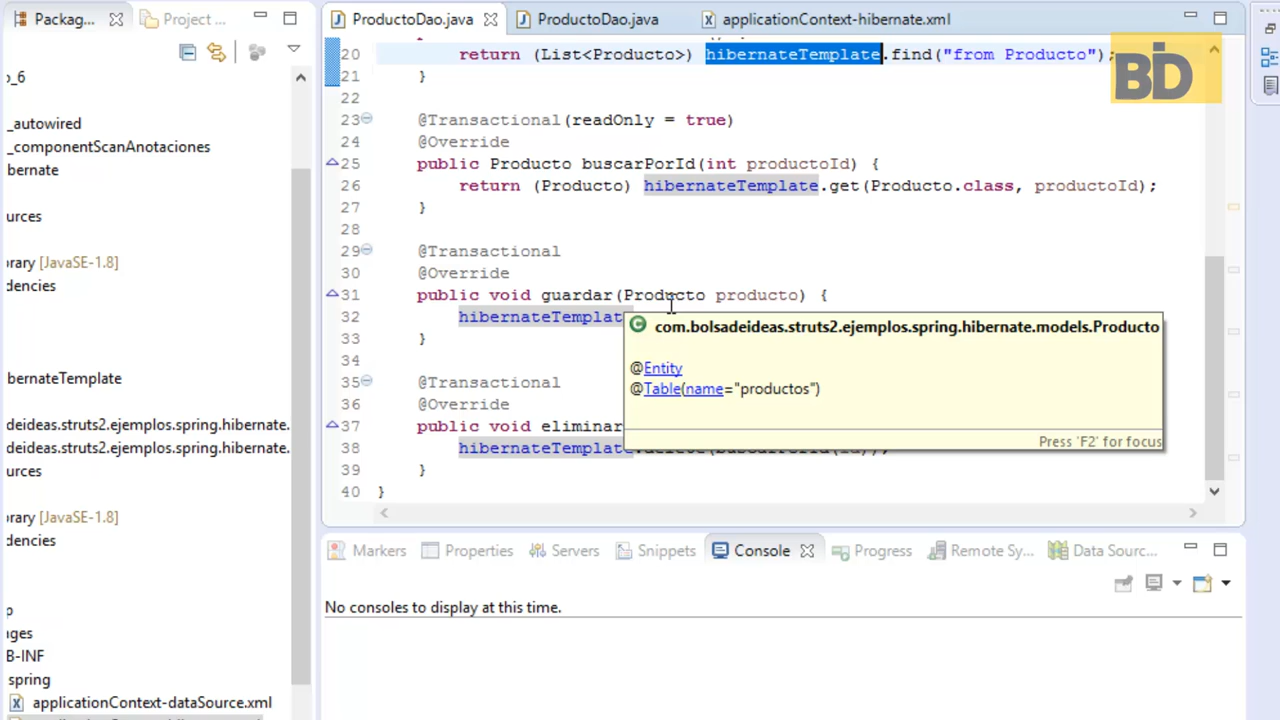 Packag...
Project ...
_6
_autowired
_componentScanAnotaciones
bernate
urces
rary [JavaSE-1.8]
dencies
bernateTemplate
deideas.struts2.ejemplos.spring.hibernate.
deideas.struts2.ejemplos.spring.hibernate.
urces
rary [JavaSE-1.8]
dencies
p
ges
B-INF
spring
applicationContext-dataSource.xml
ProductoDao.java
ProductoDao.java
applicationContext-hibernate.xml
BD
20 return (List<Producto>) hibernateTemplate.find("from Producto");
21 }
22
23 @Transactional(readOnly = true)
24 @Override
25 public Producto buscarPorId(int productoId) {
26 return (Producto) hibernateTemplate.get(Producto.class, productoId);
27 }
28
29 @Transactional
30 @Override
31 public void guardar(Producto producto) {
32 hibernateTemplat
33 }
34
35 @Transactional
36 @Override
37 public void eliminar
38 hibernateTemplate
39 }
40 }
com.bolsadeideas.struts2.ejemplos.spring.hibernate.models.Producto
@Entity
@Table(name="productos")
Press 'F2' for focus
Markers
Properties
Servers
Snippets
Console
Progress
Remote Sy...
Data Sourc...
No consoles to display at this time.